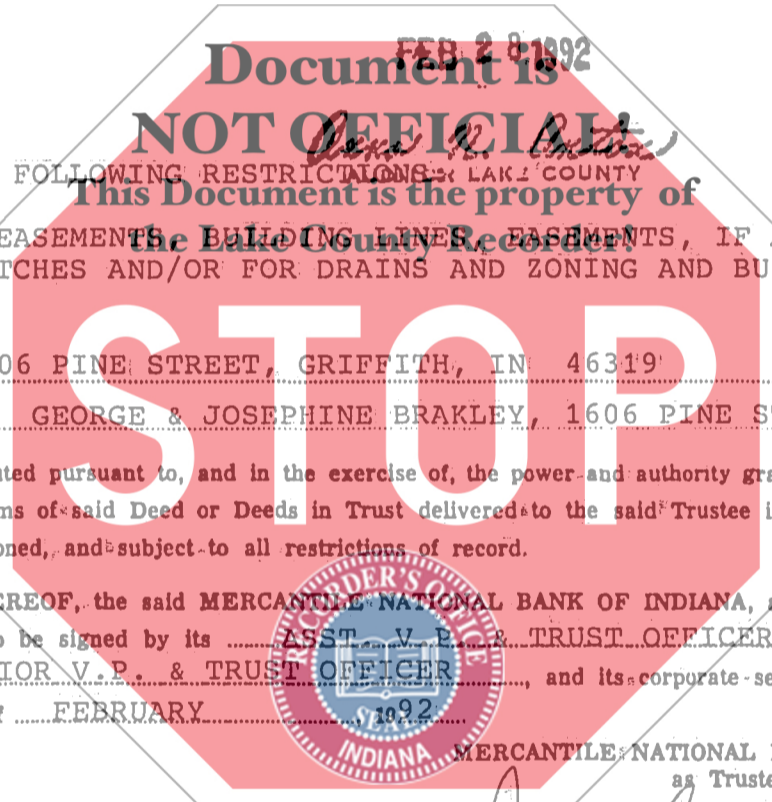 FEB 28 1992
Document is
NOT OFFICIAL!
FOLLOWING RESTRICTIONS:
LAKE COUNTY
This Document is the property of
EASEMENTS, BUILDING LINES, EASEMENTS, IF
the Lake County Recorder!
TCHES AND/OR FOR DRAINS AND ZONING AND BU
STOP
06 PINE STREET, GRIFFITH, IN 46319
GEORGE & JOSEPHINE BRAKLEY, 1606 PINE S
ted pursuant to, and in the exercise of, the power and authority gra
ms of said Deed or Deeds in Trust delivered to the said Trustee i
oned, and subject to all restrictions of record.
EREOF, the said MERCANTILE NATIONAL BANK OF INDIANA, a
o be signed by its ASST. V.P. & TRUST OFFICER
IOR V.P. & TRUST OFFICER, and its corporate se
FEBRUARY, 1992
RECORDER'S OFFICE
SEAL
INDIANA
MERCANTILE NATIONAL
as Truste